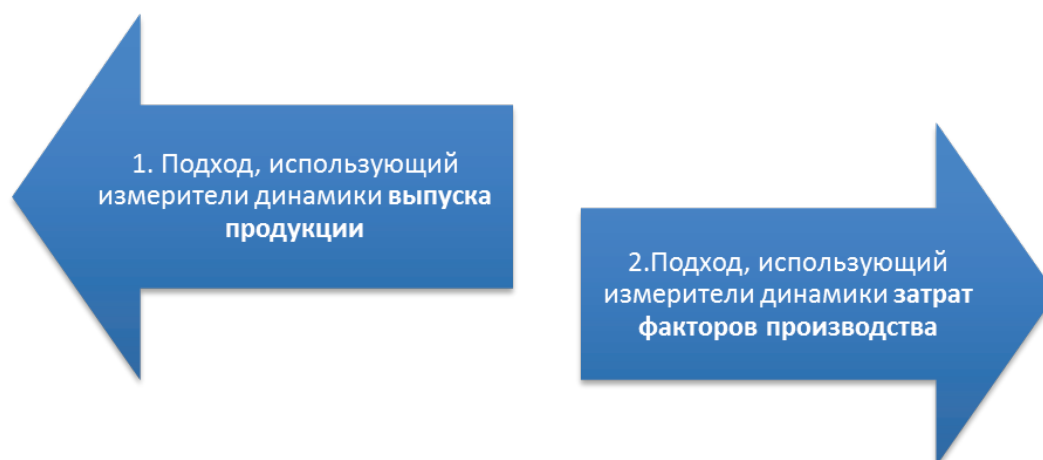 1. Подход, использующий
измерители динамики выпуска
продукции
2.Подход, использующий
измерители динамики затрат
факторов производства